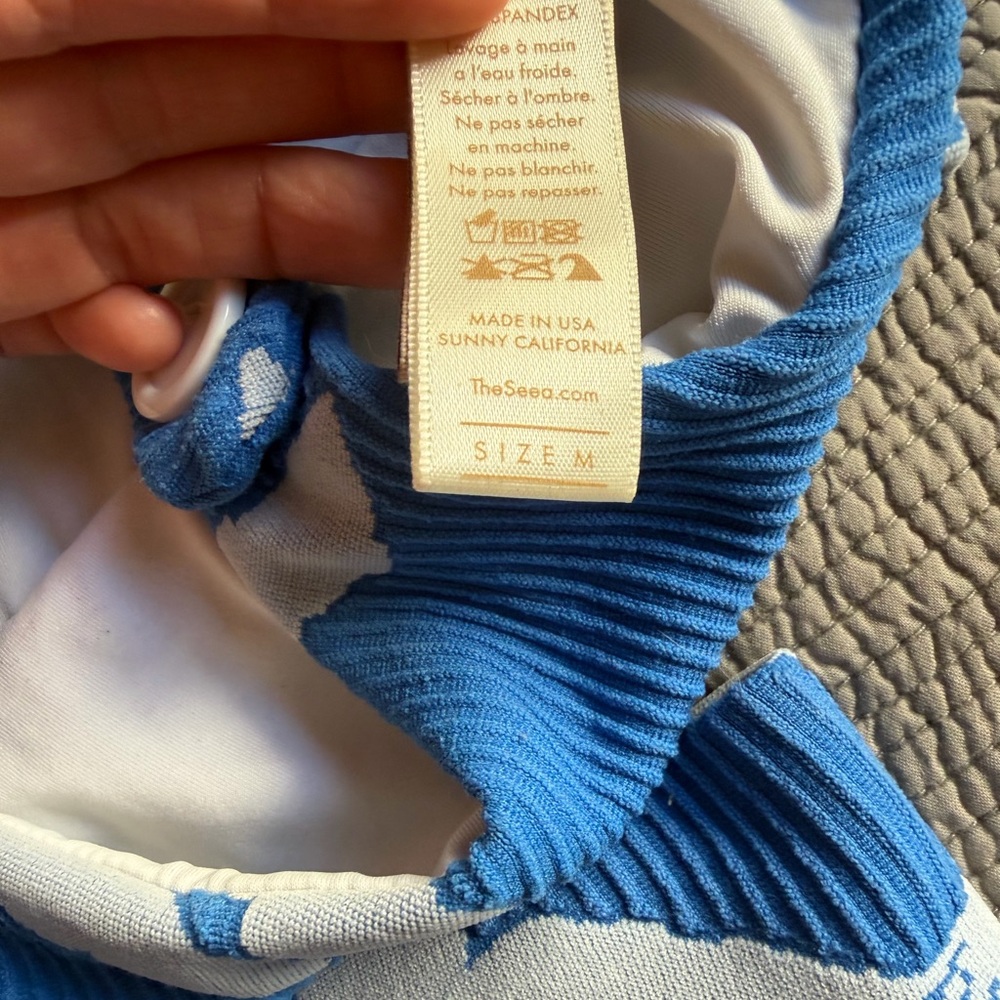 SPANDEX
Lavage à main
a l'eau froide.
Sécher à l'ombre.
Ne pas sécher
en machine.
Ne pas blanchir.
Ne pas repasser.
MADE IN USA
SUNNY CALIFORNIA
TheSeea.com
SIZE M